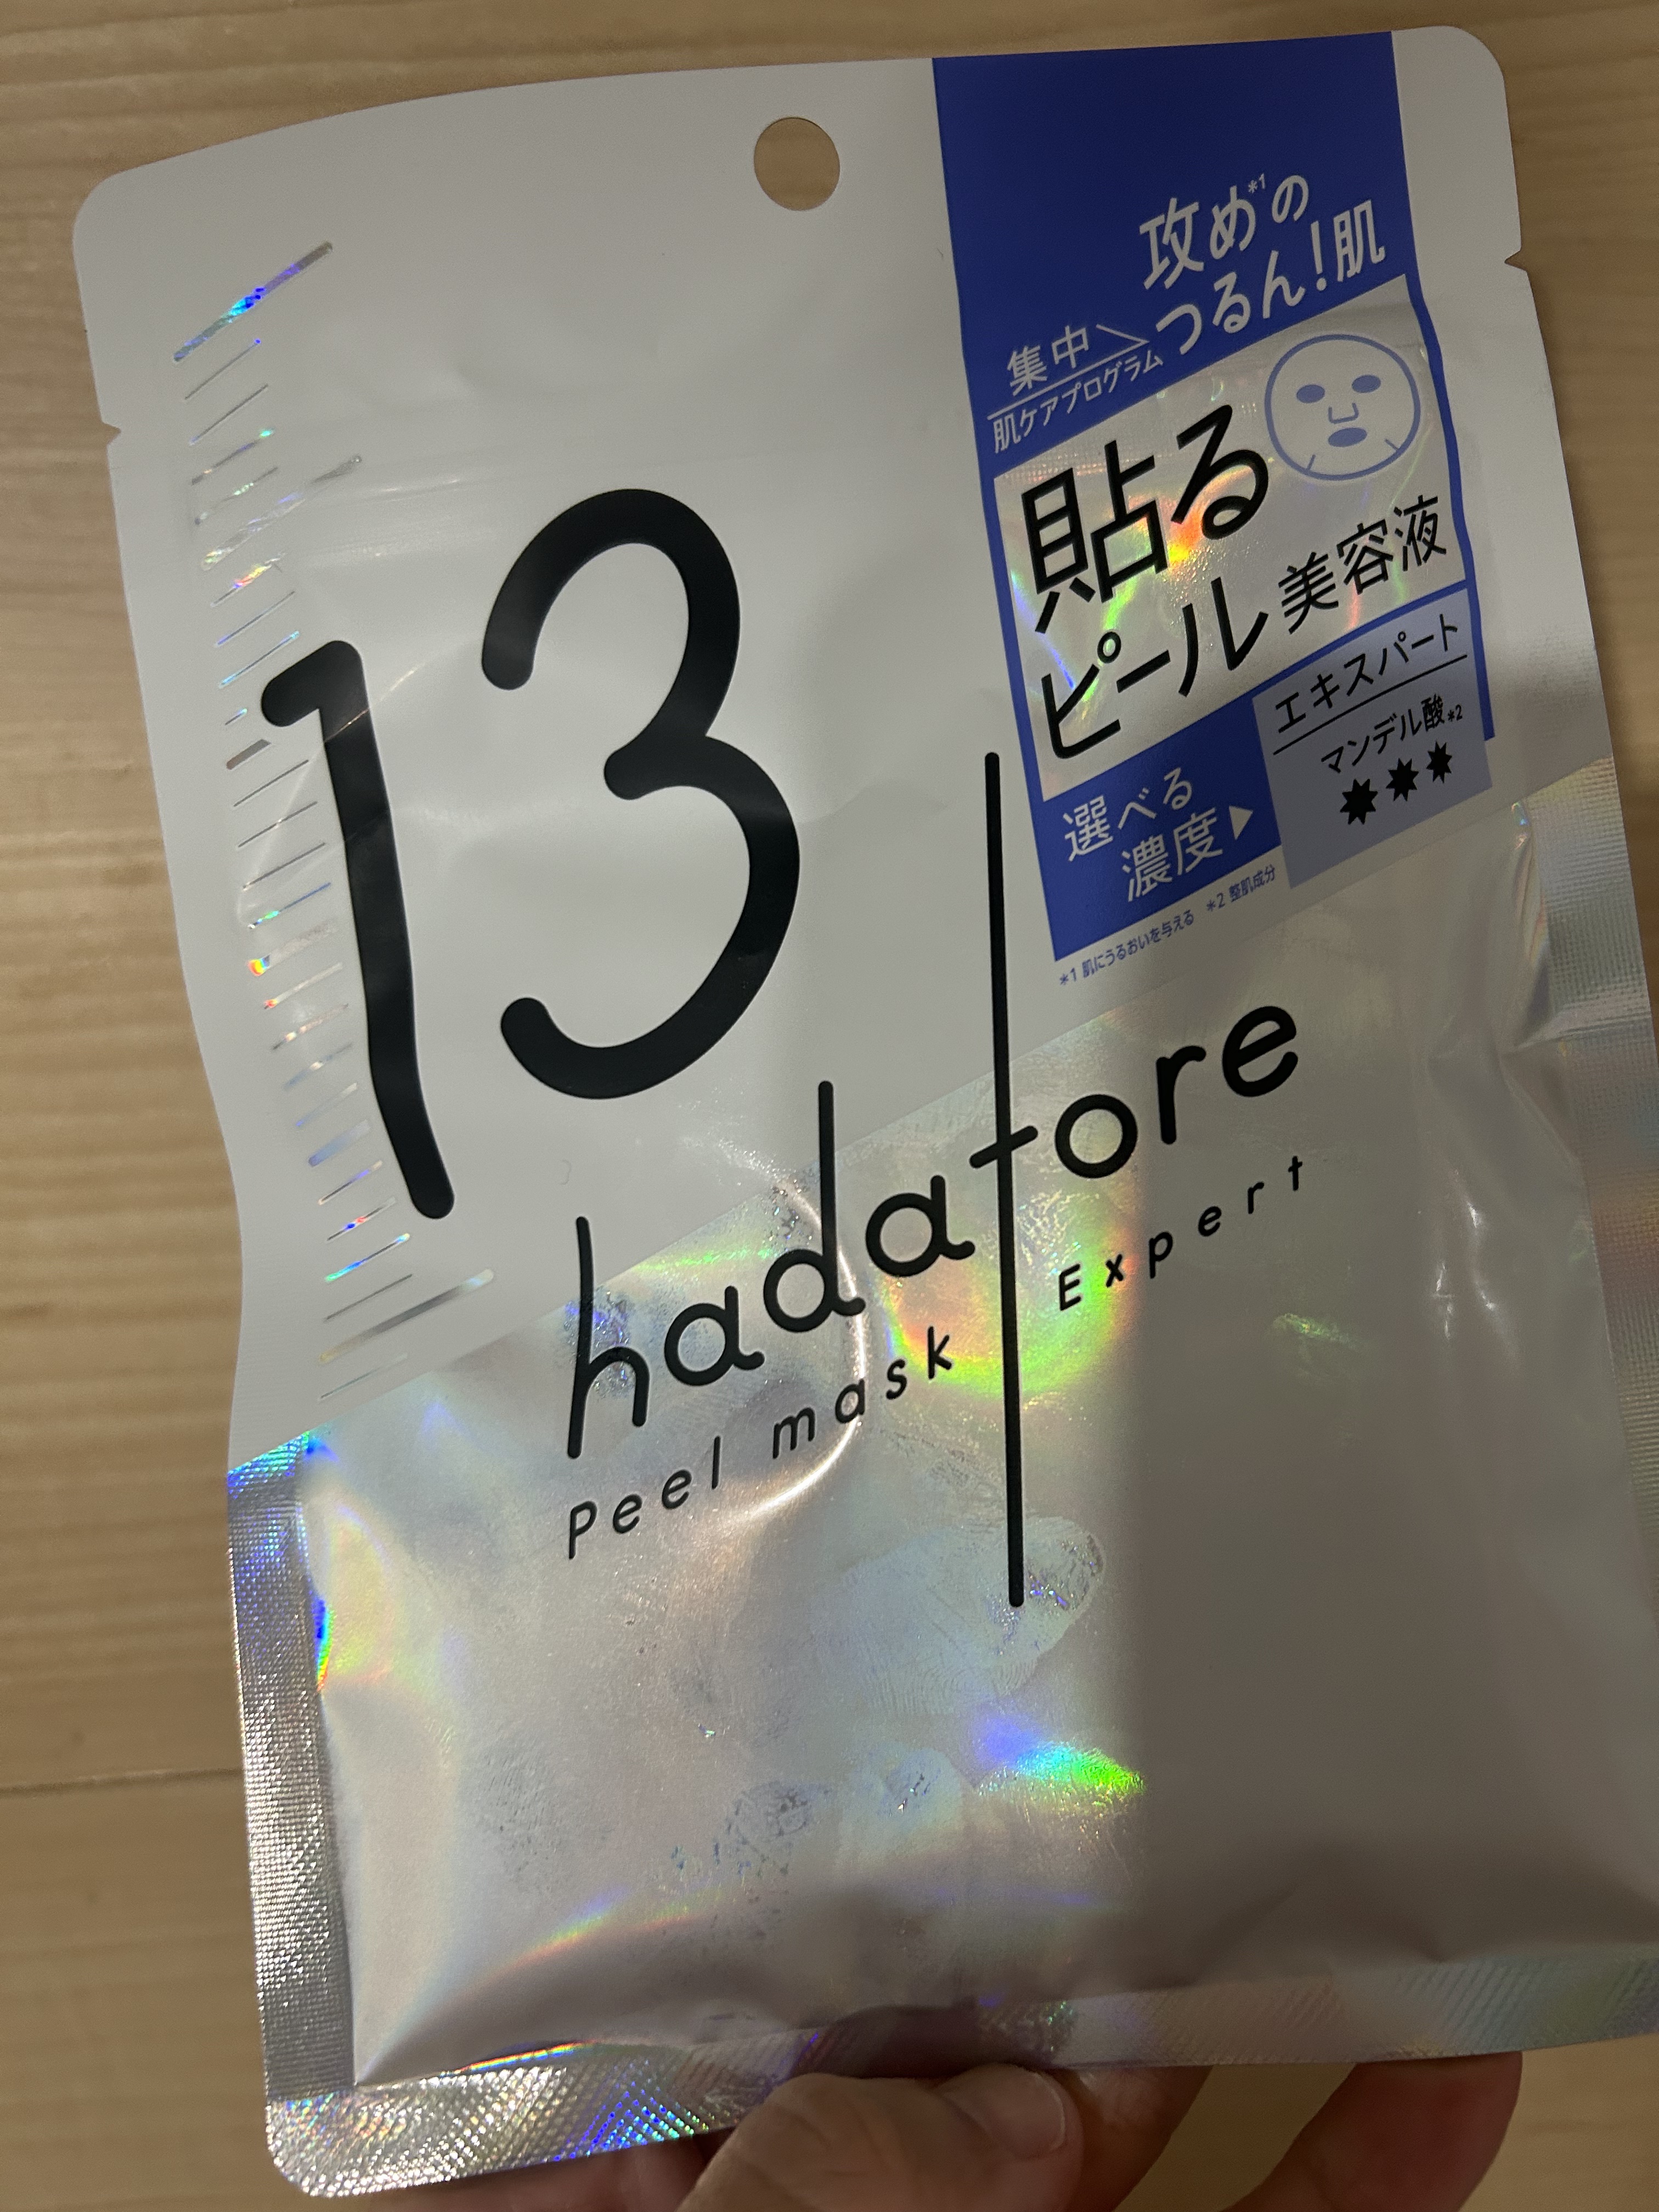 攻め*1の
つるん!肌
集中
肌ケアプログラム
貼る
ピール美容液
エキスパート
マンデル酸*2
選べる
濃度
*1 肌にうるおいを与える *2 整肌成分
13
hadatore
Peel mask Expert